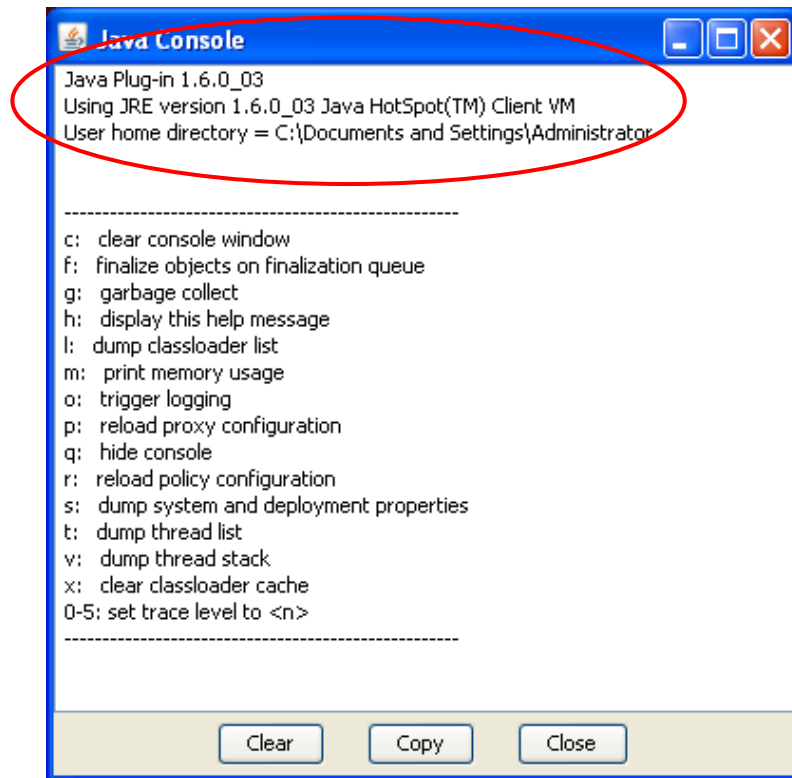 Java Console
Java Plug-in 1.6.0_03
Using JRE version 1.6.0_03 Java HotSpot(TM) Client VM
User home directory = C:\Documents and Settings\Administrator
----------------------------------------------------
c: clear console window
f: finalize objects on finalization queue
g: garbage collect
h: display this help message
l: dump classloader list
m: print memory usage
o: trigger logging
p: reload proxy configuration
q: hide console
r: reload policy configuration
s: dump system and deployment properties
t: dump thread list
v: dump thread stack
x: clear classloader cache
0-5: set trace level to <n>
----------------------------------------------------
Clear Copy Close